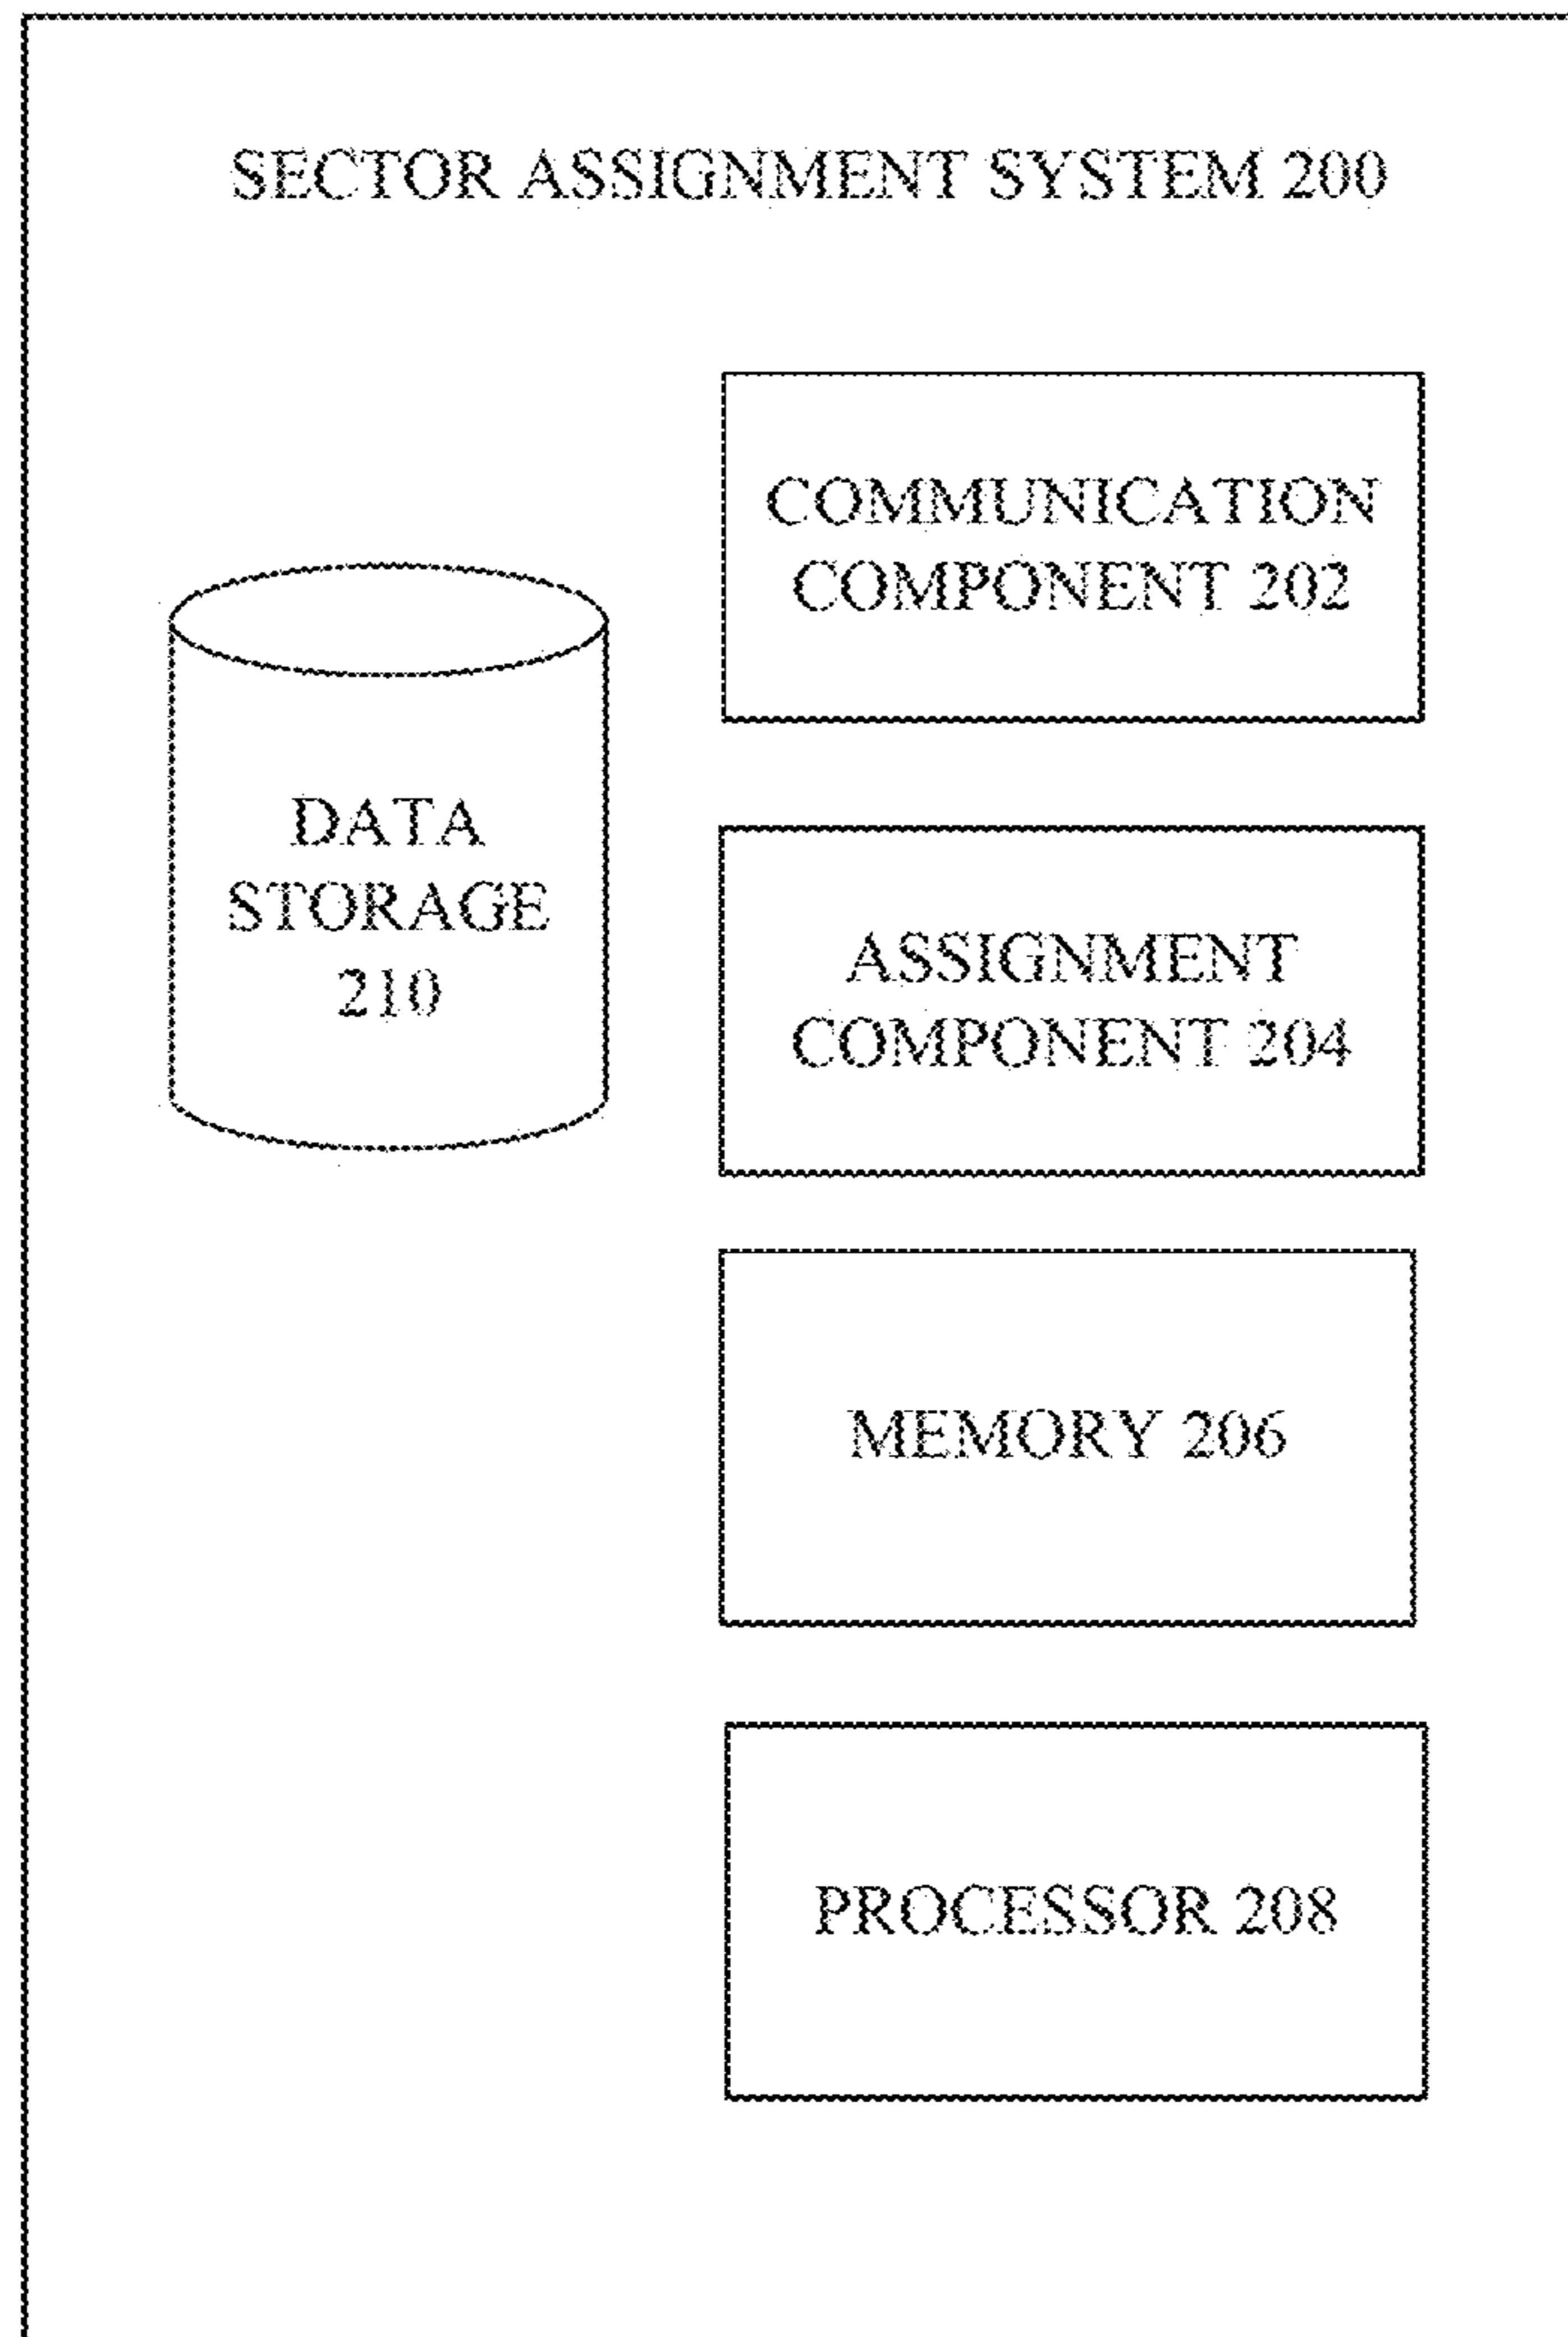 SECTOR ASSIGNMENT SYSTEM 200
COMMUNICATION
COMPONENT 202
DATA
STORAGE
210
ASSIGNMENT
COMPONENT 204
MEMORY 206
PROCESSOR 208